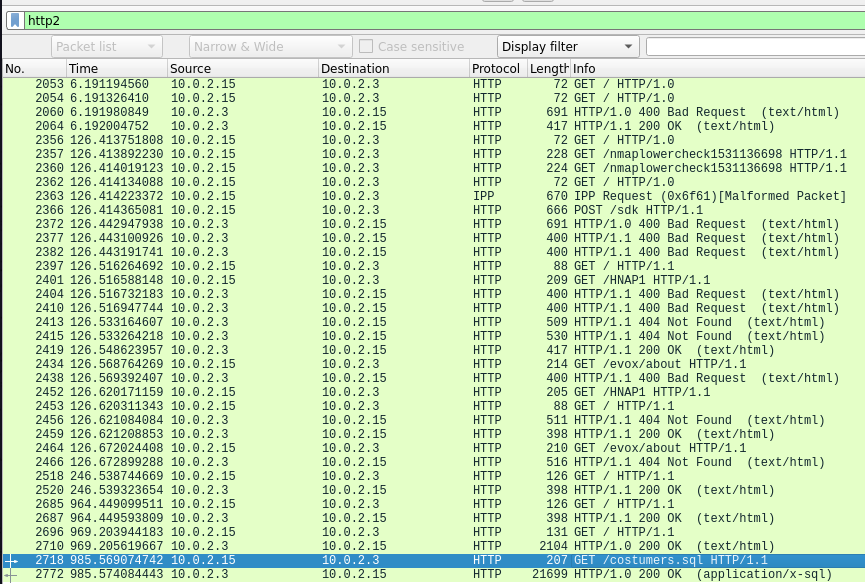 http2
Packet list Narrow & Wide Case sensitive Display filter
No. Time Source Destination Protocol Length Info
2053 6.191194560 10.0.2.15 10.0.2.3 HTTP 72 GET / HTTP/1.0
2054 6.191326410 10.0.2.15 10.0.2.3 HTTP 72 GET / HTTP/1.0
2060 6.191980849 10.0.2.3 10.0.2.15 HTTP 691 HTTP/1.0 400 Bad Request (text/html)
2064 6.192004752 10.0.2.3 10.0.2.15 HTTP 417 HTTP/1.1 200 OK (text/html)
2356 126.413751808 10.0.2.15 10.0.2.3 HTTP 72 GET / HTTP/1.0
2357 126.413892230 10.0.2.15 10.0.2.3 HTTP 228 GET /nmaplowercheck1531136698 HTTP/1.1
2360 126.414019123 10.0.2.15 10.0.2.3 HTTP 224 GET /nmaplowercheck1531136698 HTTP/1.1
2362 126.414134088 10.0.2.15 10.0.2.3 HTTP 72 GET / HTTP/1.0
2363 126.414223372 10.0.2.15 10.0.2.3 IPP 670 IPP Request (0x6f61)[Malformed Packet]
2366 126.414365081 10.0.2.15 10.0.2.3 HTTP 666 POST /sdk HTTP/1.1
2372 126.442947938 10.0.2.3 10.0.2.15 HTTP 691 HTTP/1.0 400 Bad Request (text/html)
2377 126.443100926 10.0.2.3 10.0.2.15 HTTP 400 HTTP/1.1 400 Bad Request (text/html)
2382 126.443191741 10.0.2.3 10.0.2.15 HTTP 400 HTTP/1.1 400 Bad Request (text/html)
2397 126.516264692 10.0.2.15 10.0.2.3 HTTP 88 GET / HTTP/1.1
2401 126.516588148 10.0.2.15 10.0.2.3 HTTP 209 GET /HNAP1 HTTP/1.1
2404 126.516732183 10.0.2.3 10.0.2.15 HTTP 400 HTTP/1.1 400 Bad Request (text/html)
2410 126.516947744 10.0.2.3 10.0.2.15 HTTP 400 HTTP/1.1 400 Bad Request (text/html)
2413 126.533164607 10.0.2.3 10.0.2.15 HTTP 509 HTTP/1.1 404 Not Found (text/html)
2415 126.533264218 10.0.2.3 10.0.2.15 HTTP 530 HTTP/1.1 404 Not Found (text/html)
2419 126.548623957 10.0.2.3 10.0.2.15 HTTP 417 HTTP/1.1 200 OK (text/html)
2434 126.568764269 10.0.2.15 10.0.2.3 HTTP 214 GET /evox/about HTTP/1.1
2438 126.569392407 10.0.2.3 10.0.2.15 HTTP 400 HTTP/1.1 400 Bad Request (text/html)
2452 126.620171159 10.0.2.15 10.0.2.3 HTTP 205 GET /HNAP1 HTTP/1.1
2453 126.620311343 10.0.2.15 10.0.2.3 HTTP 88 GET / HTTP/1.1
2456 126.621084084 10.0.2.3 10.0.2.15 HTTP 511 HTTP/1.1 404 Not Found (text/html)
2459 126.621208853 10.0.2.3 10.0.2.15 HTTP 398 HTTP/1.1 200 OK (text/html)
2464 126.672024408 10.0.2.15 10.0.2.3 HTTP 210 GET /evox/about HTTP/1.1
2466 126.672899288 10.0.2.3 10.0.2.15 HTTP 516 HTTP/1.1 404 Not Found (text/html)
2518 246.538744669 10.0.2.15 10.0.2.3 HTTP 126 GET / HTTP/1.1
2520 246.539323654 10.0.2.3 10.0.2.15 HTTP 398 HTTP/1.1 200 OK (text/html)
2685 964.449099511 10.0.2.15 10.0.2.3 HTTP 126 GET / HTTP/1.1
2687 964.449593809 10.0.2.3 10.0.2.15 HTTP 398 HTTP/1.1 200 OK (text/html)
2696 969.203944183 10.0.2.15 10.0.2.3 HTTP 131 GET / HTTP/1.1
2710 969.205619667 10.0.2.3 10.0.2.15 HTTP 2104 HTTP/1.0 200 OK (text/html)
2718 985.569074742 10.0.2.15 10.0.2.3 HTTP 207 GET /costumers.sql HTTP/1.1
2772 985.574084443 10.0.2.3 10.0.2.15 HTTP 21699 HTTP/1.0 200 OK (application/x-sql)